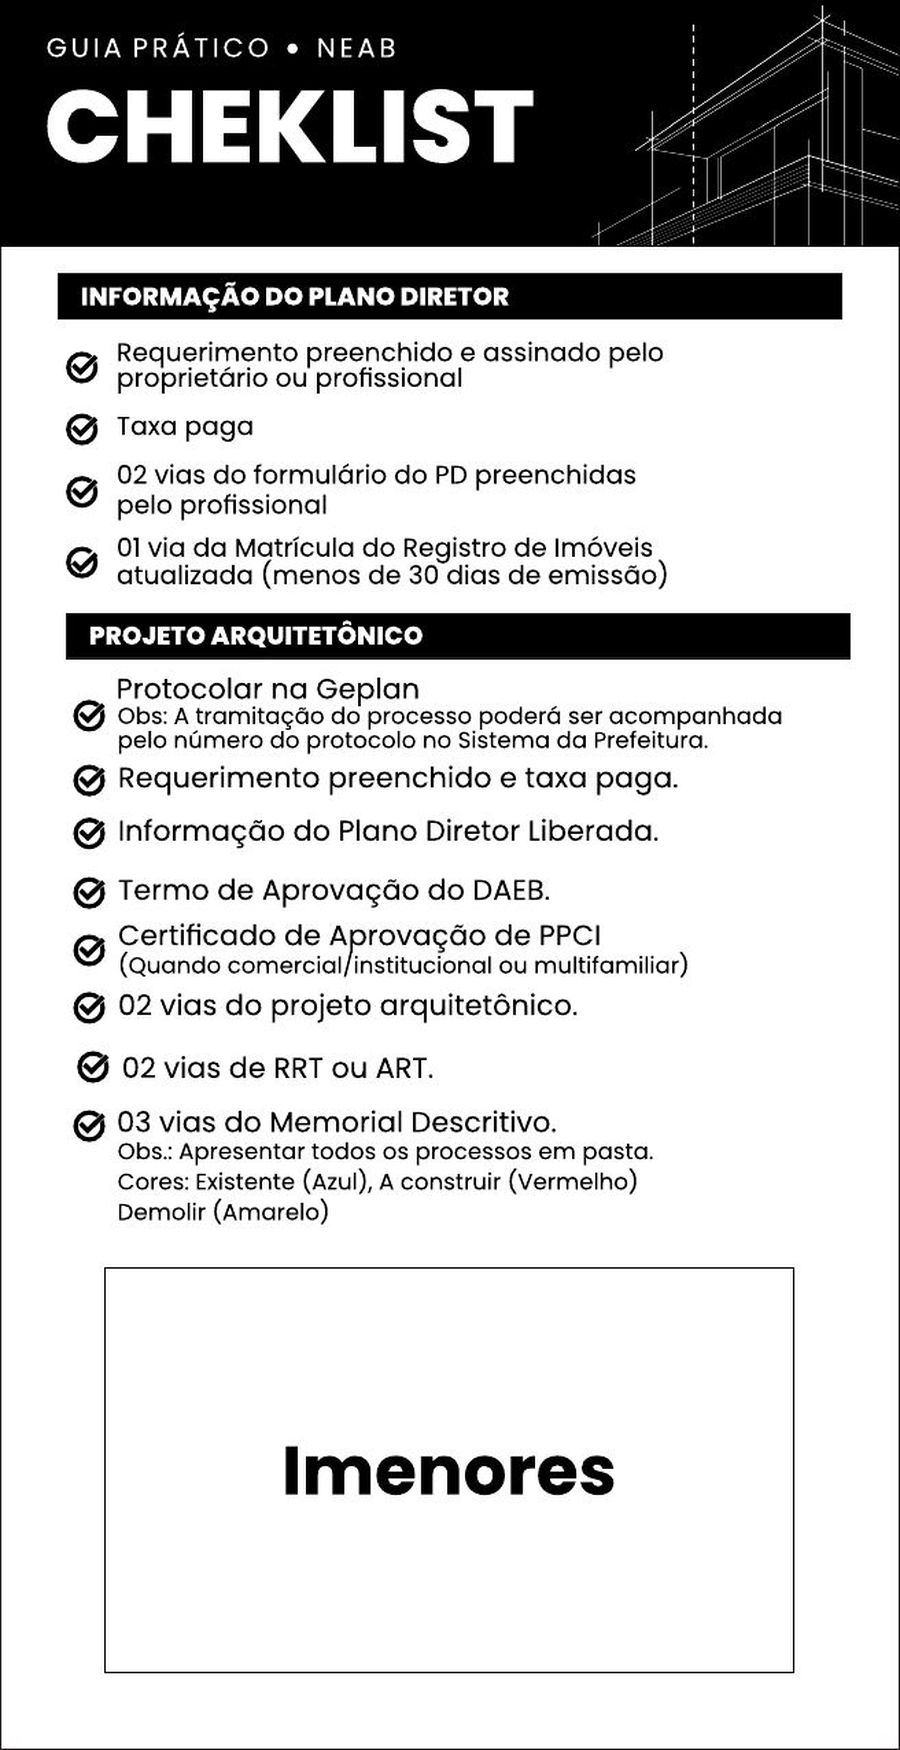 GUIA PRÁTICO • NEAB
CHEKLIST
INFORMAÇÃO DO PLANO DIRETOR
Requerimento preenchido e assinado pelo
proprietário ou profissional
Taxa paga
02 vias do formulário do PD preenchidas
pelo profissional
01 via da Matrícula do Registro de Imóveis
atualizada (menos de 30 dias de emissão)
PROJETO ARQUITETÔNICO
Protocolar na Geplan
Obs: A tramitação do processo poderá ser acompanhada
pelo número do protocolo no Sistema da Prefeitura.
Requerimento preenchido e taxa paga.
Informação do Plano Diretor Liberada.
Termo de Aprovação do DAEB.
Certificado de Aprovação de PPCI
(Quando comercial/institucional ou multifamiliar)
02 vias do projeto arquitetônico.
02 vias de RRT ou ART.
03 vias do Memorial Descritivo.
Obs.: Apresentar todos os processos em pasta.
Cores: Existente (Azul), A construir (Vermelho)
Demolir (Amarelo)
Imenores